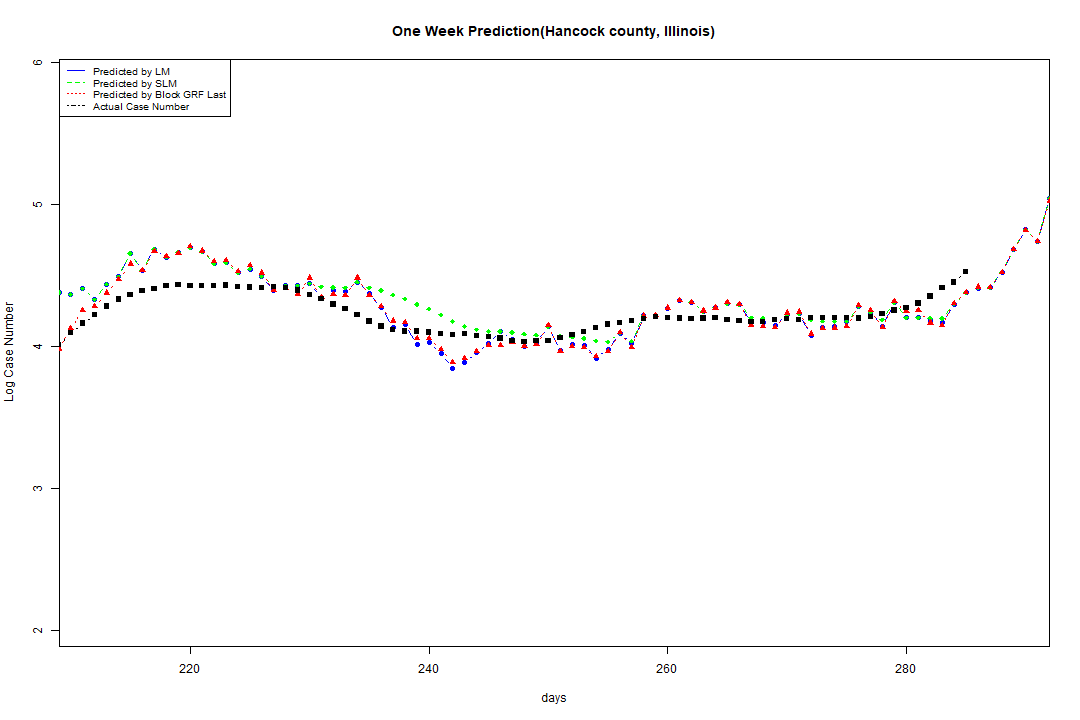 One Week Prediction(Hancock county, Illinois)
Predicted by LM
Predicted by SLM
Predicted by Block GRF Last
Actual Case Number
6
5
4
3
2
Log Case Number
220
240
260
280
days